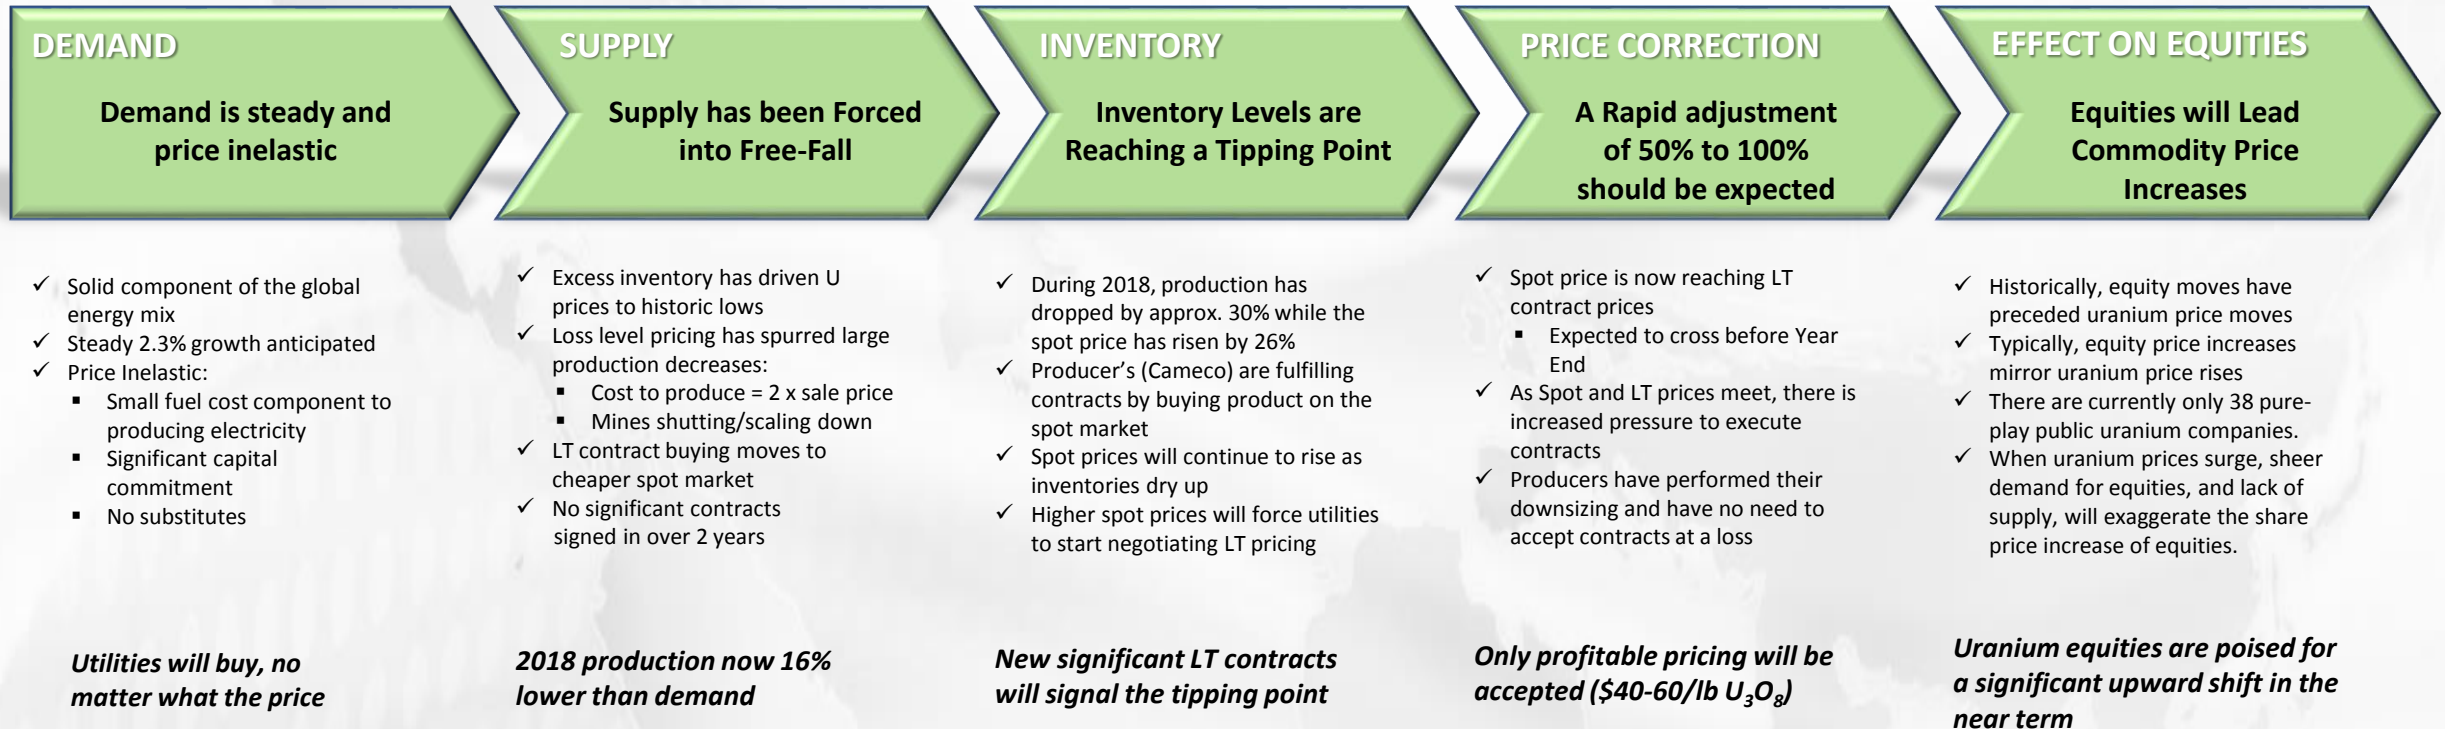 DEMAND
Demand is steady and
price inelastic
✓ Solid component of the global
energy mix
✓ Steady 2.3% growth anticipated
✓ Price Inelastic:
▪ Small fuel cost component to
producing electricity
▪ Significant capital
commitment
▪ No substitutes
Utilities will buy, no
matter what the price
SUPPLY
Supply has been Forced
into Free-Fall
✓ Excess inventory has driven U
prices to historic lows
✓ Loss level pricing has spurred large
production decreases:
▪ Cost to produce = 2 x sale price
▪ Mines shutting/scaling down
✓ LT contract buying moves to
cheaper spot market
✓ No significant contracts
signed in over 2 years
2018 production now 16%
lower than demand
INVENTORY
Inventory Levels are
Reaching a Tipping Point
✓ During 2018, production has
dropped by approx. 30% while the
spot price has risen by 26%
✓ Producer's (Cameco) are fulfilling
contracts by buying product on the
spot market
✓ Spot prices will continue to rise as
inventories dry up
✓ Higher spot prices will force utilities
to start negotiating LT pricing
New significant LT contracts
will signal the tipping point
PRICE CORRECTION
A Rapid adjustment
of 50% to 100%
should be expected
✓ Spot price is now reaching LT
contract prices
▪ Expected to cross before Year
End
✓ As Spot and LT prices meet, there is
increased pressure to execute
contracts
✓ Producers have performed their
downsizing and have no need to
accept contracts at a loss
Only profitable pricing will be
accepted ($40-60/lb U₃O₈)
EFFECT ON EQUITIES
Equities will Lead
Commodity Price
Increases
✓ Historically, equity moves have
preceded uranium price moves
✓ Typically, equity price increases
mirror uranium price rises
✓ There are currently only 38 pure-
play public uranium companies.
✓ When uranium prices surge, sheer
demand for equities, and lack of
supply, will exaggerate the share
price increase of equities.
Uranium equities are poised for
a significant upward shift in the
near term